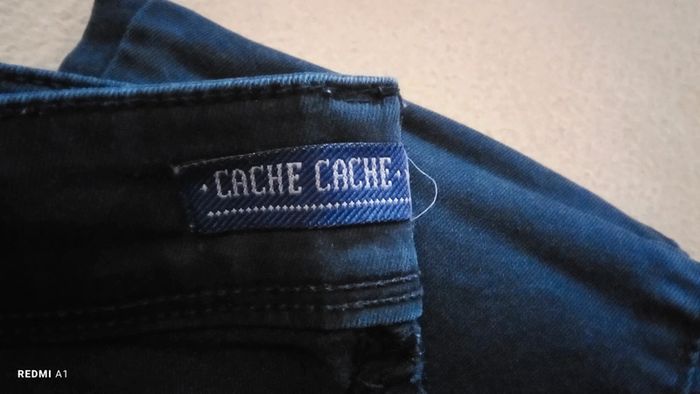 ·CACHE CACHE·
REDMI A1